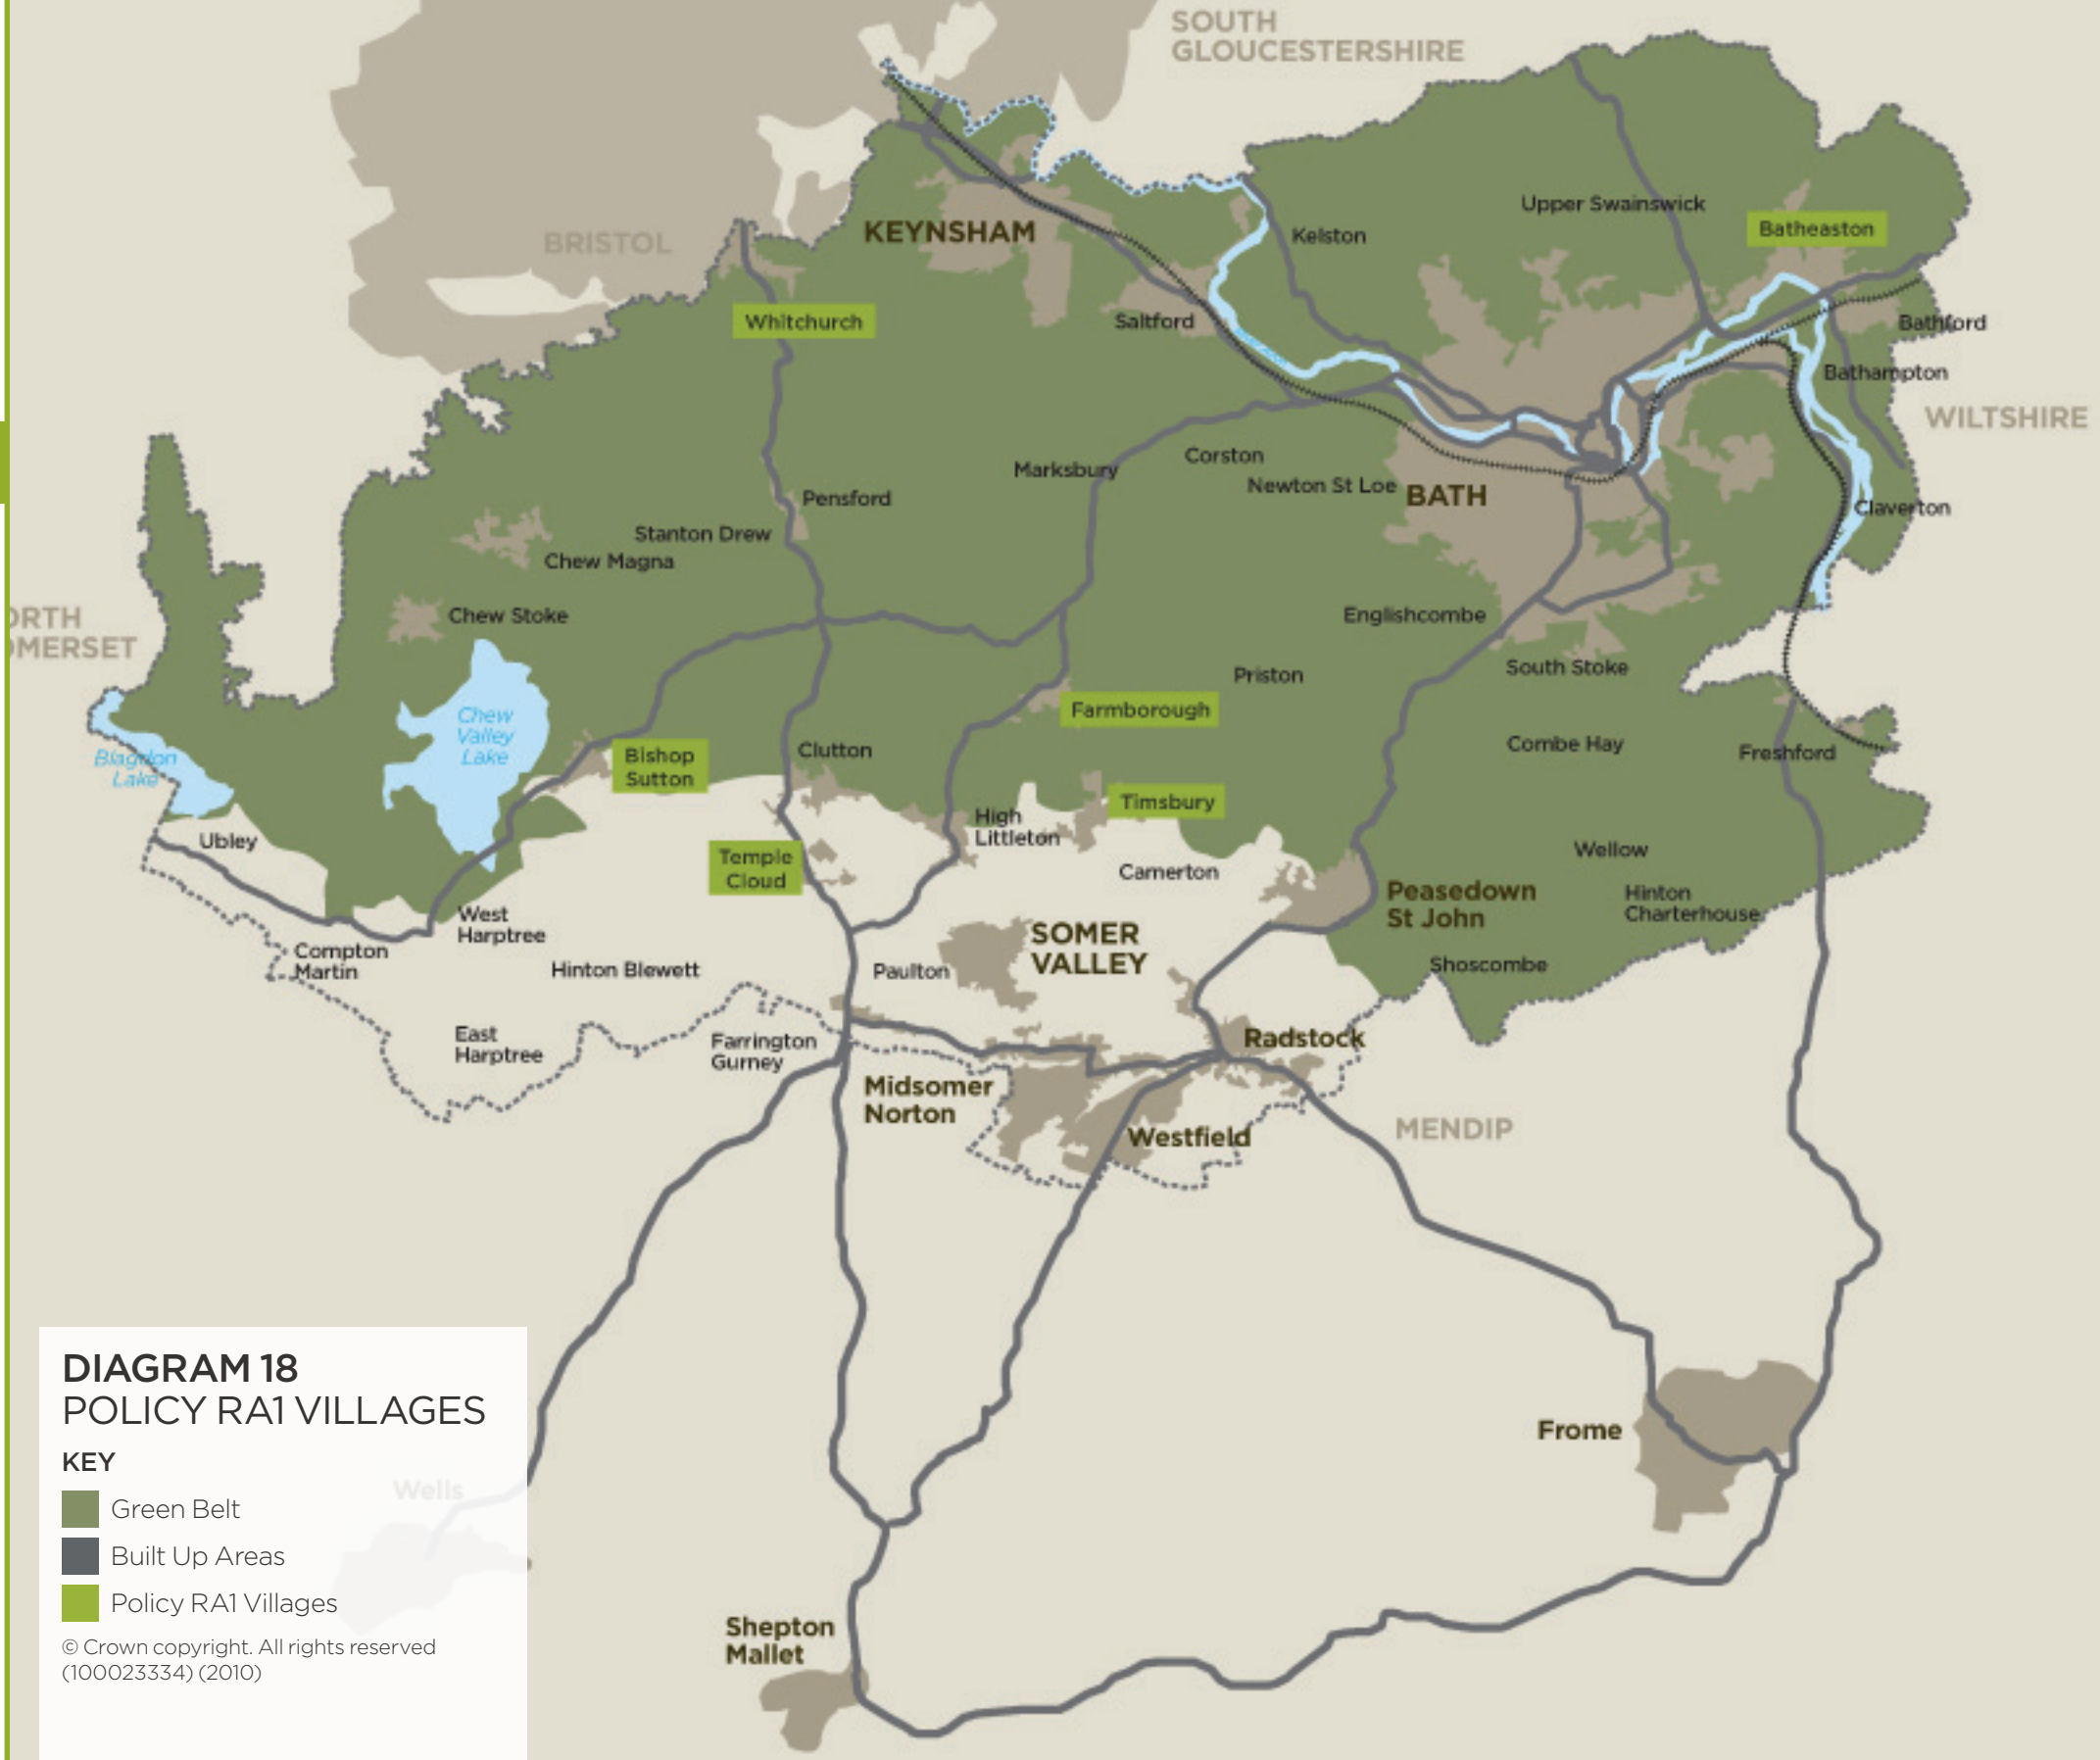 SOUTH
GLOUCESTERSHIRE
Upper Swainswick
Batheaston
KEYNSHAM
Kelston
BRISTOL
Whitchurch
Saltford
Bathford
Bathampton
WILTSHIRE
Marksbury
Corston
Newton St Loe
BATH
Pensford
Claverton
Stanton Drew
Chew Magna
Chew Stoke
Englishcombe
ORTH
OMERSET
South Stoke
Priston
Farmborough
Chew
Valley
Lake
Combe Hay
Freshford
Clutton
Bishop
Sutton
Blagdon
Lake
Timsbury
High
Littleton
Ubley
Wellow
Temple
Cloud
Camerton
Peasedown
St John
Hinton
Charterhouse
West
Harptree
SOMER
VALLEY
Compton
Martin
Hinton Blewett
Paulton
Shoscombe
East
Harptree
Farrington
Gurney
Radstock
Midsomer
Norton
Westfield
MENDIP
DIAGRAM 18
POLICY RA1 VILLAGES
KEY
Wells
Green Belt
Built Up Areas
Policy RA1 Villages
© Crown copyright. All rights reserved
(100023334) (2010)
Frome
Shepton
Mallet